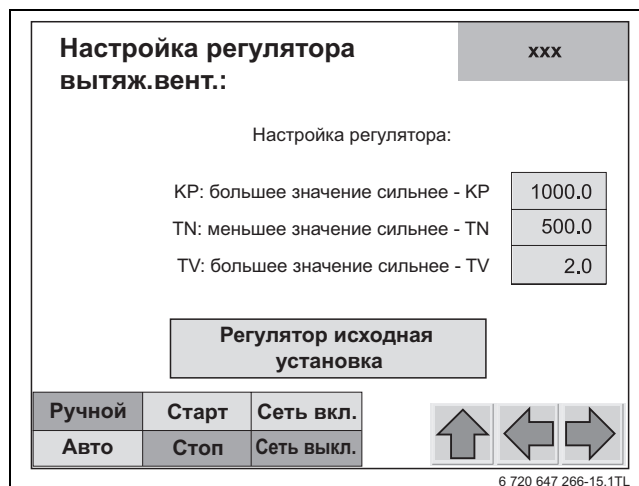 Настройка регулятора
вытяж.вент.:
xxx
Настройка регулятора:
KP: большее значение сильнее - KP 1000.0
TN: меньшее значение сильнее - TN 500.0
TV: большее значение сильнее - TV 2.0
Регулятор исходная
установка
Ручной Старт Сеть вкл.
Авто Стоп Сеть выкл.
6 720 647 266-15.1TL